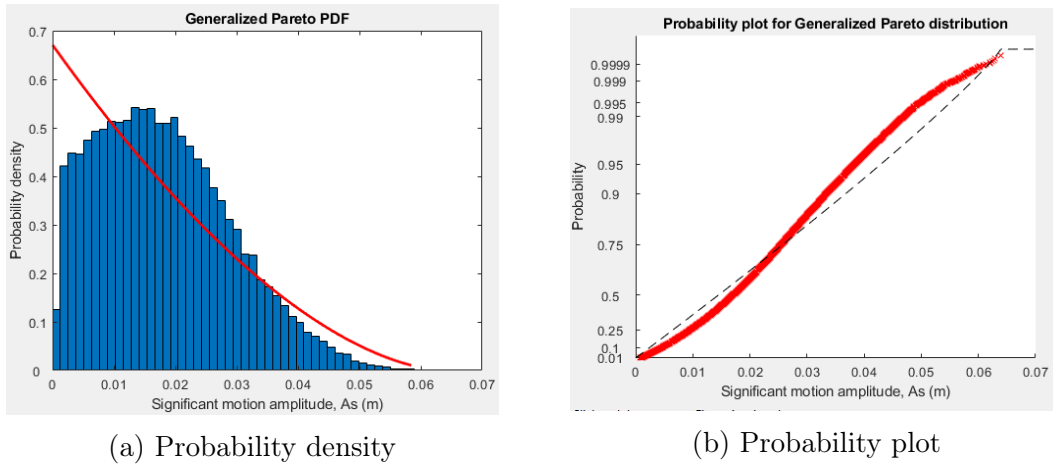 Generalized Pareto PDF
0.7
0.6
0.5
0.4
0.3
0.2
0.1
0
Probability density
0 0.01 0.02 0.03 0.04 0.05 0.06 0.07
Significant motion amplitude, As (m)
(a) Probability density
Probability plot for Generalized Pareto distribution
0.9999
0.999
0.995
0.99
0.95
0.9
0.75
0.5
0.25
0.1
0.01
Probability
0 0.01 0.02 0.03 0.04 0.05 0.06 0.07
Significant motion amplitude, As (m)
(b) Probability plot